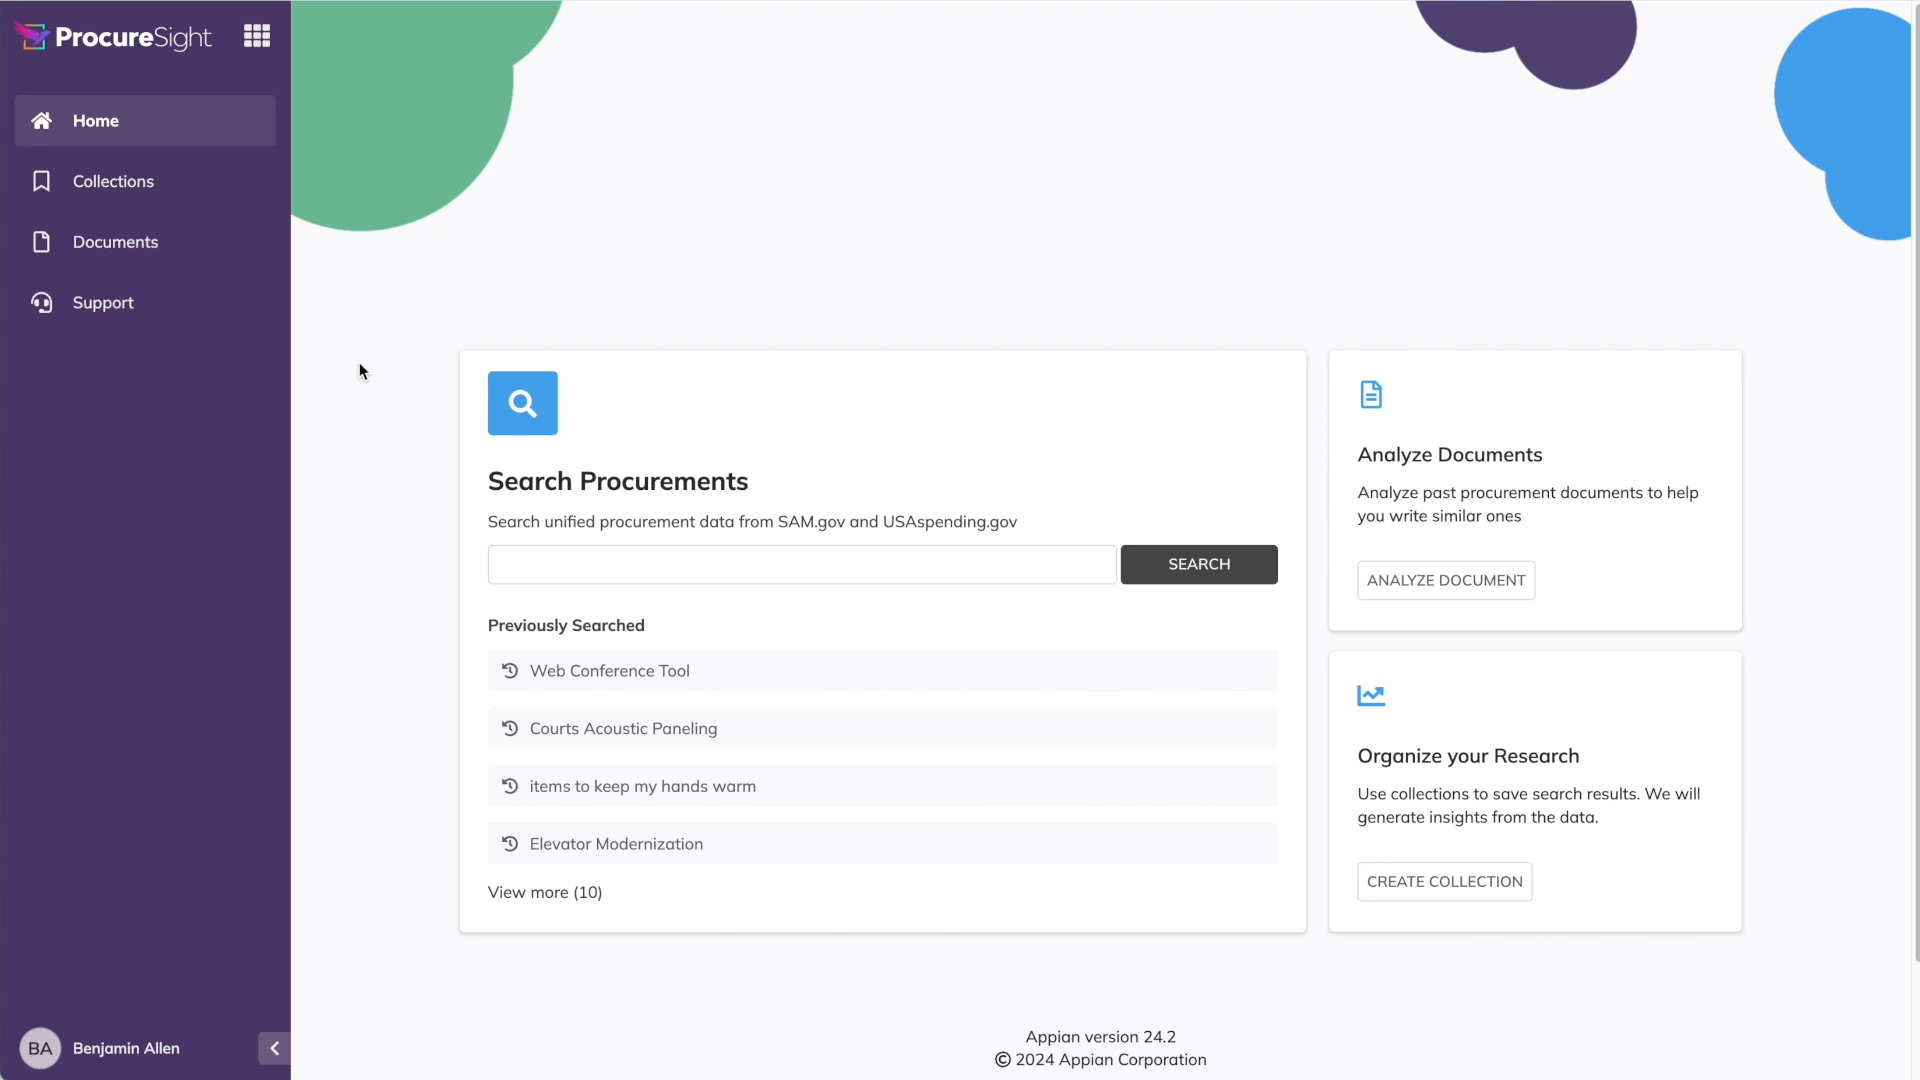 ProcureSight
Home
Collections
Documents
Support
Search Procurements
Search unified procurement data from SAM.gov and USAspending.gov
SEARCH
Previously Searched
Web Conference Tool
Courts Acoustic Paneling
items to keep my hands warm
Elevator Modernization
View more (10)
Analyze Documents
Analyze past procurement documents to help
you write similar ones
ANALYZE DOCUMENT
Organize your Research
Use collections to save search results. We will
generate insights from the data.
CREATE COLLECTION
BA Benjamin Allen
Appian version 24.2
© 2024 Appian Corporation